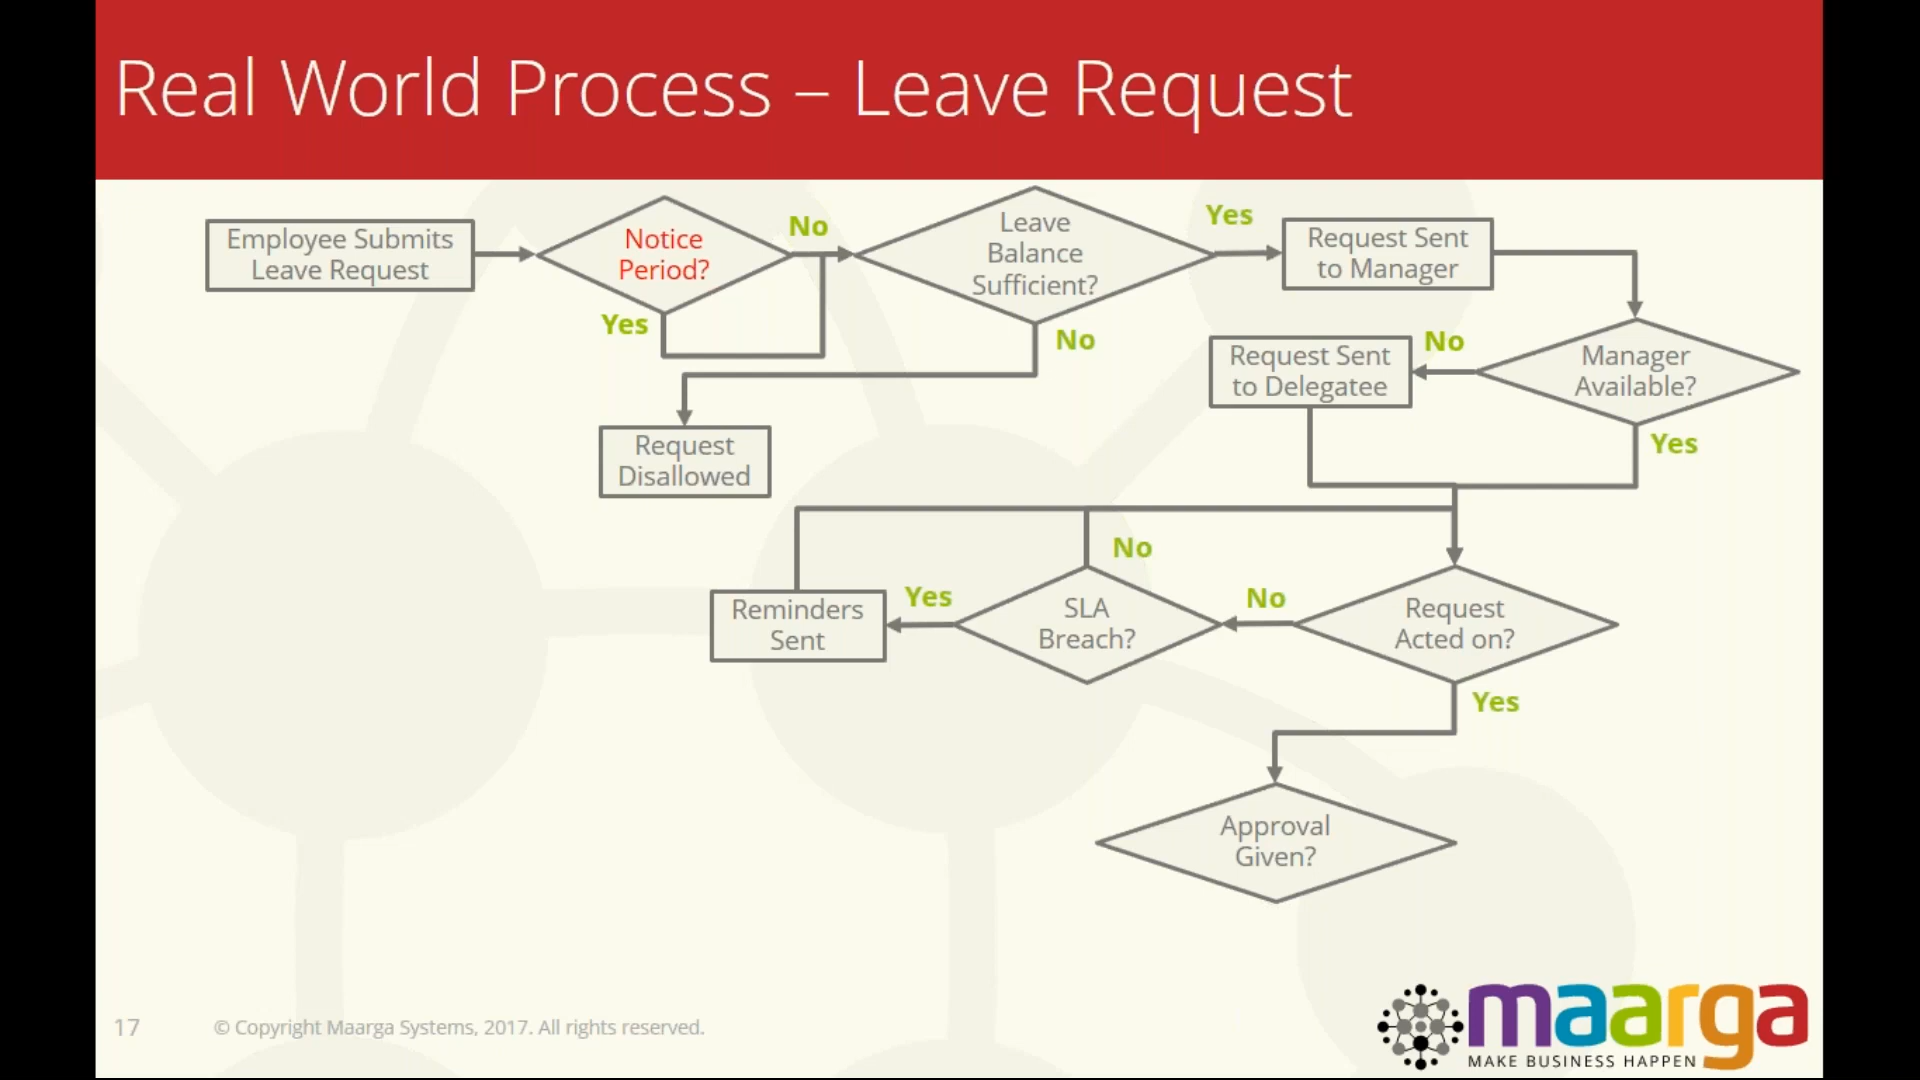 Real World Process – Leave Request
Employee Submits
Leave Request
Notice
Period?
No
Yes
Leave
Balance
Sufficient?
Yes
No
Request Sent
to Manager
Manager
Available?
No
Yes
Request Sent
to Delegatee
Request
Disallowed
Request
Acted on?
No
Yes
SLA
Breach?
No
Yes
Reminders
Sent
Approval
Given?
17
© Copyright Maarga Systems, 2017. All rights reserved.
maarga
MAKE BUSINESS HAPPEN